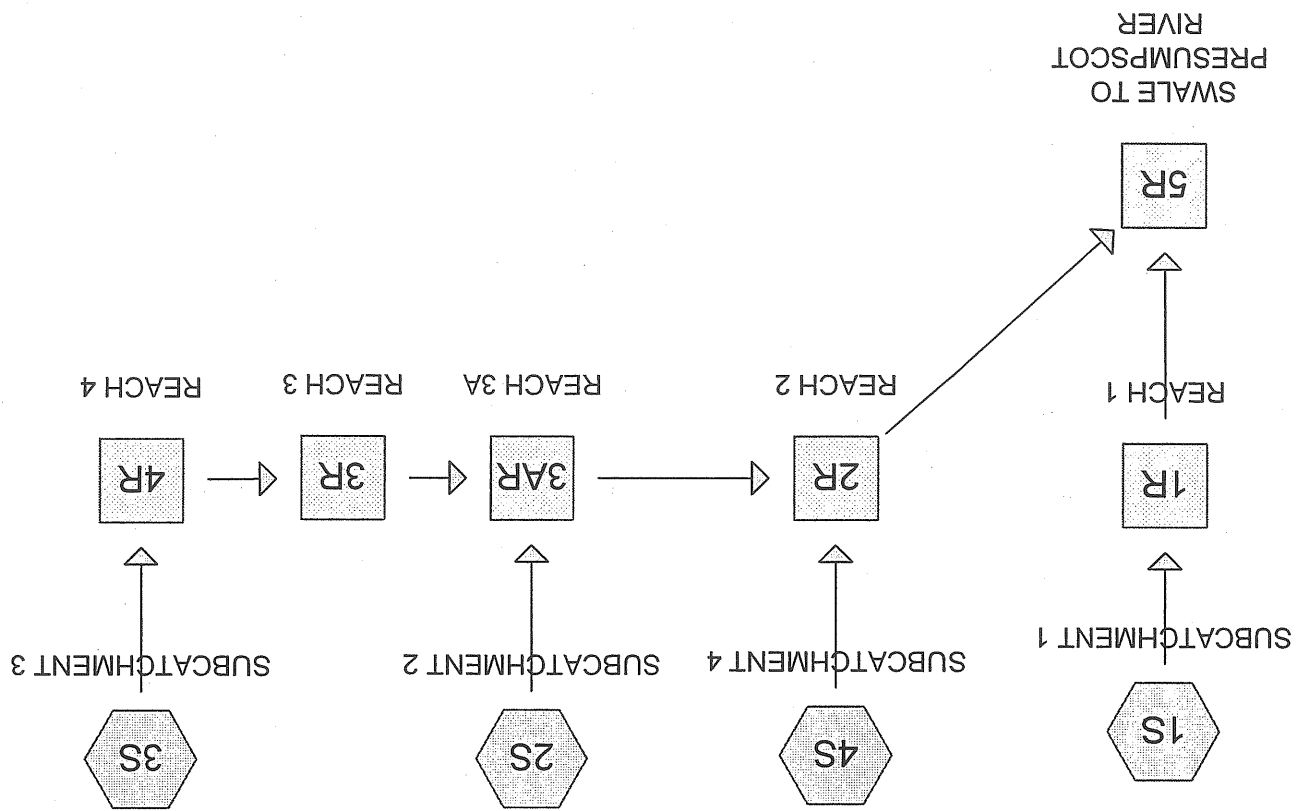 1S
4S
2S
3S
SUBCATCHMENT 1
SUBCATCHMENT 4
SUBCATCHMENT 2
SUBCATCHMENT 3
1R
2R
3AR
3R
4R
REACH 1
REACH 2
REACH 3A
REACH 3
REACH 4
5R
SWALE TO
PRESUMPSCOT
RIVER